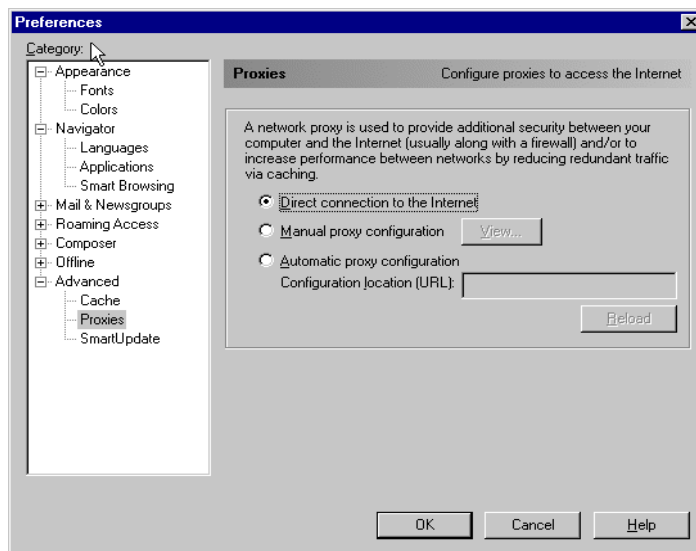 Preferences
Category:
Appearance
Fonts
Colors
Navigator
Languages
Applications
Smart Browsing
Mail & Newsgroups
Roaming Access
Composer
Offline
Advanced
Cache
Proxies
SmartUpdate
Proxies Configure proxies to access the Internet
A network proxy is used to provide additional security between your
computer and the Internet (usually along with a firewall) and/or to
increase performance between networks by reducing redundant traffic
via caching.
Direct connection to the Internet
Manual proxy configuration View...
Automatic proxy configuration
Configuration location (URL):
Reload
OK Cancel Help